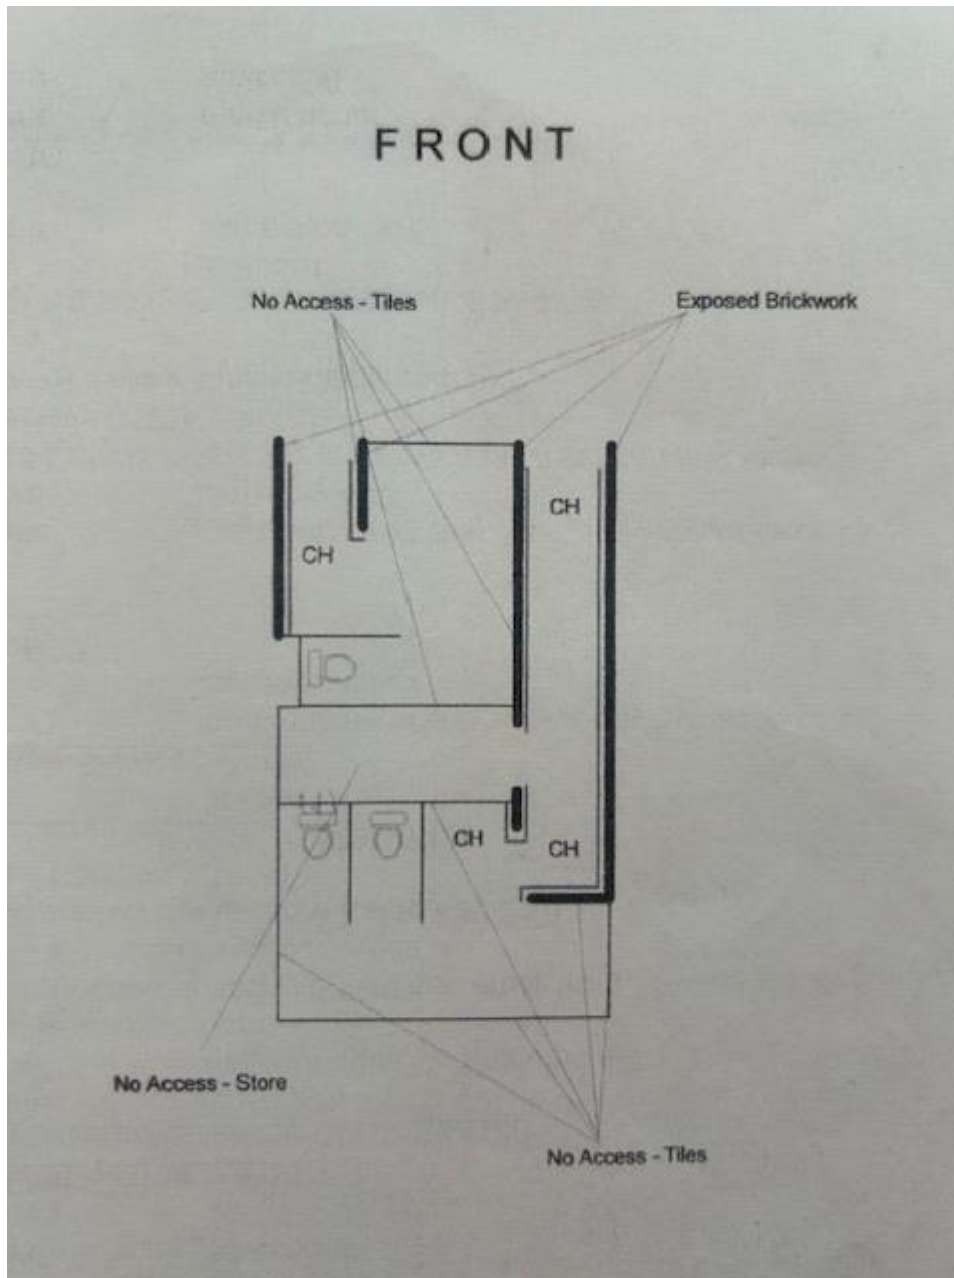 FRONT
No Access - Tiles
Exposed Brickwork
CH
CH
CH
CH
No Access - Store
No Access - Tiles